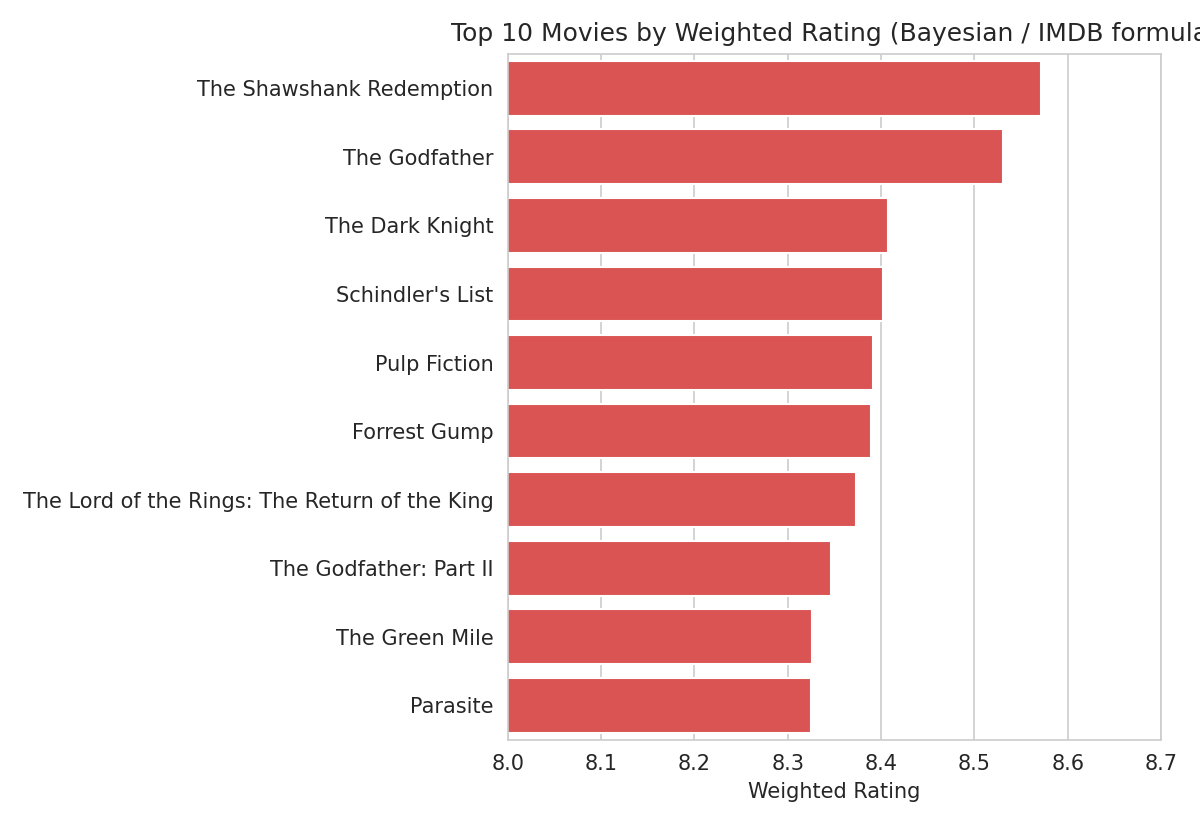 Top 10 Movies by Weighted Rating (Bayesian / IMDB formula
The Shawshank Redemption
The Godfather
The Dark Knight
Schindler's List
Pulp Fiction
Forrest Gump
The Lord of the Rings: The Return of the King
The Godfather: Part II
The Green Mile
Parasite
8.0 8.1 8.2 8.3 8.4 8.5 8.6 8.7
Weighted Rating